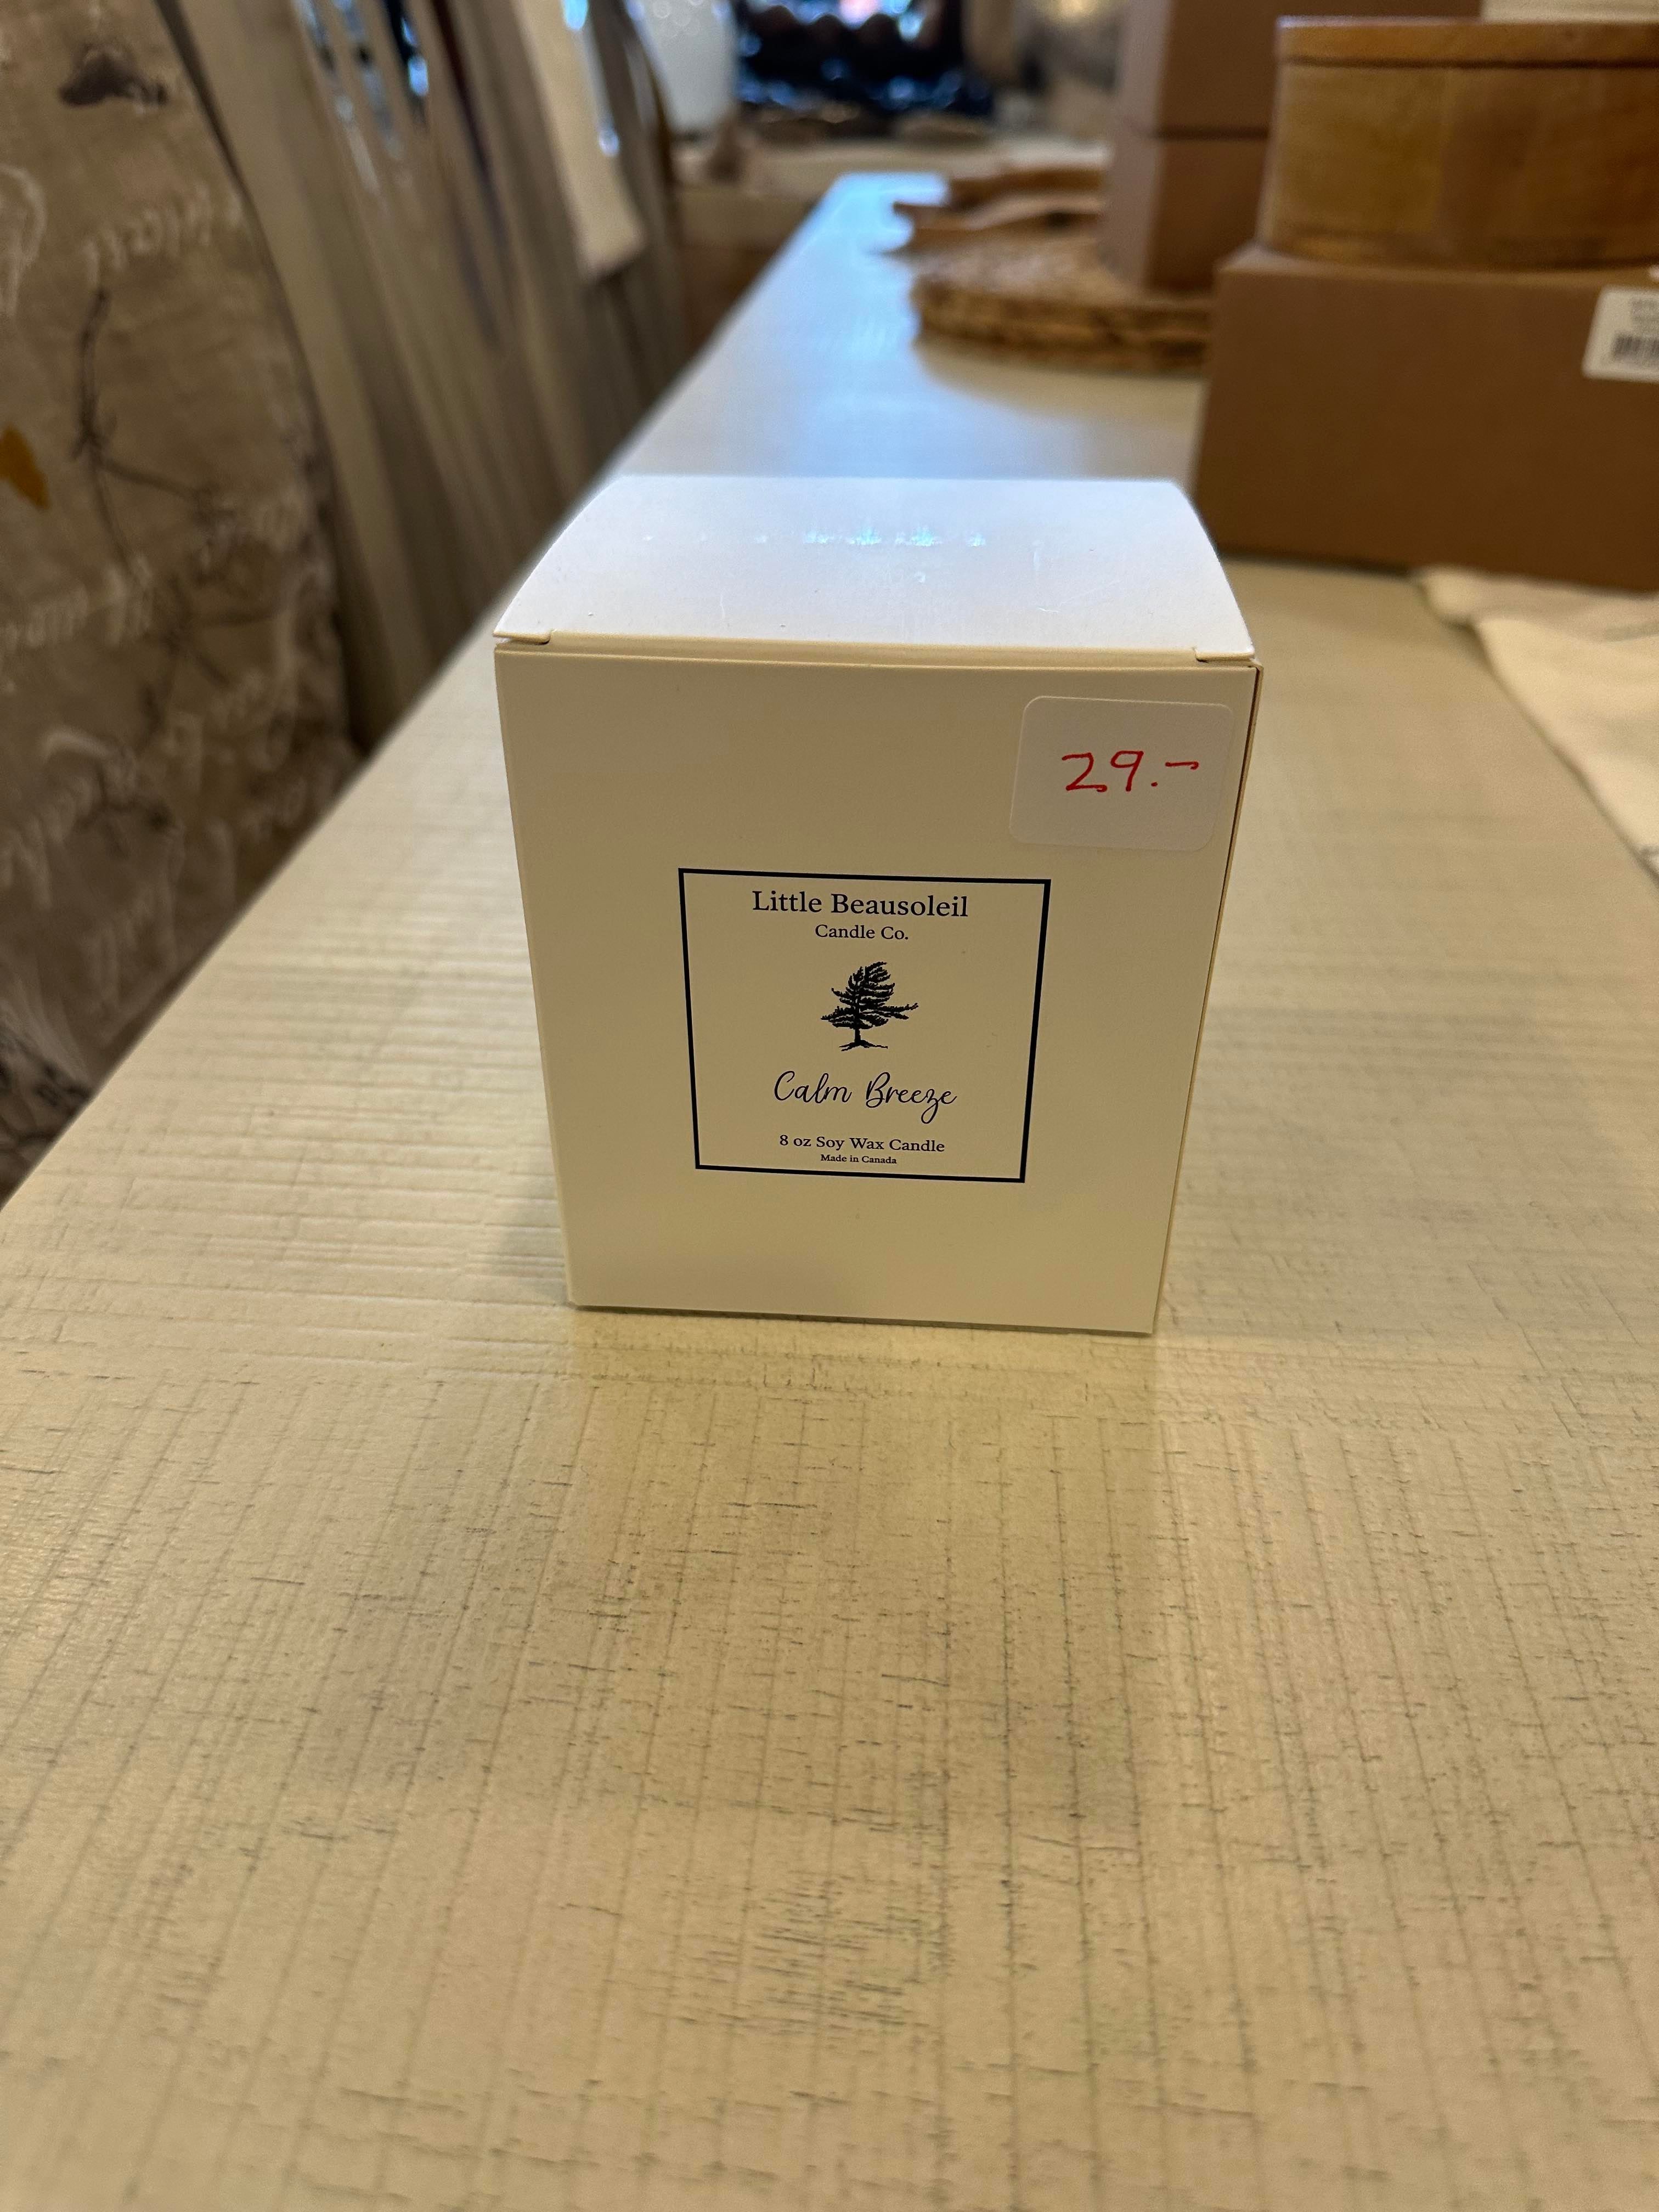 29.-
Little Beausoleil
Candle Co.
Calm Breeze
8 oz Soy Wax Candle
Made in Canada